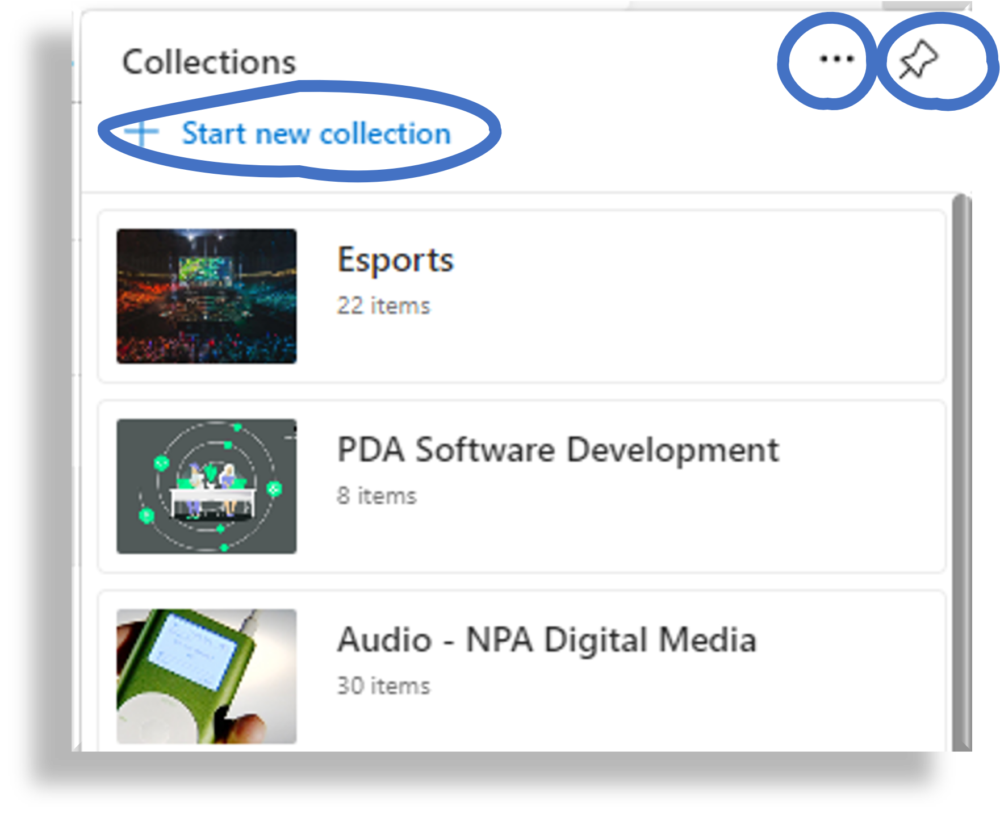 Collections
Start new collection
Esports
22 items
PDA Software Development
8 items
Audio - NPA Digital Media
30 items